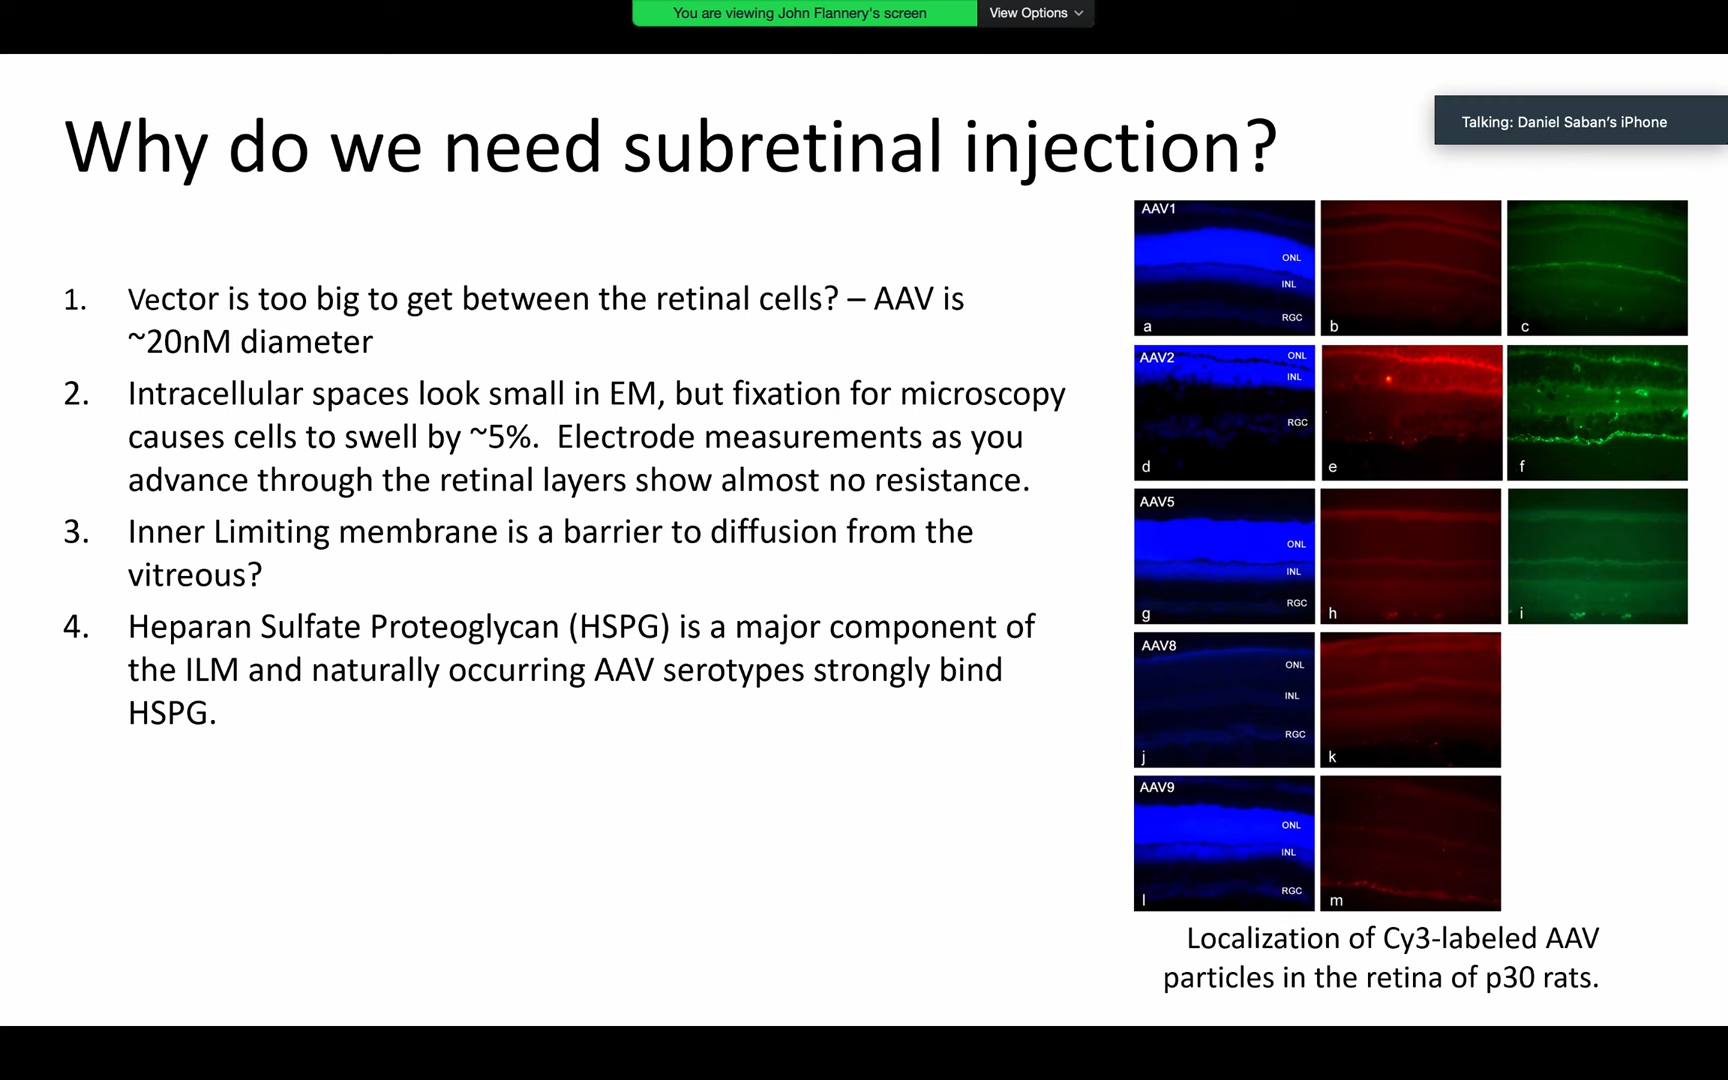 You are viewing John Flannery's screen
View Options
Talking: Daniel Saban's iPhone
Why do we need subretinal injection?
1. Vector is too big to get between the retinal cells? – AAV is
~20nM diameter
2. Intracellular spaces look small in EM, but fixation for microscopy
causes cells to swell by ~5%. Electrode measurements as you
advance through the retinal layers show almost no resistance.
3. Inner Limiting membrane is a barrier to diffusion from the
vitreous?
4. Heparan Sulfate Proteoglycan (HSPG) is a major component of
the ILM and naturally occurring AAV serotypes strongly bind
HSPG.
AAV1
ONL
INL
RGC
a
b
c
AAV2
ONL
INL
RGC
d
e
f
AAV5
ONL
INL
RGC
g
h
i
AAV8
ONL
INL
RGC
j
k
AAV9
ONL
INL
RGC
l
m
Localization of Cy3-labeled AAV
particles in the retina of p30 rats.